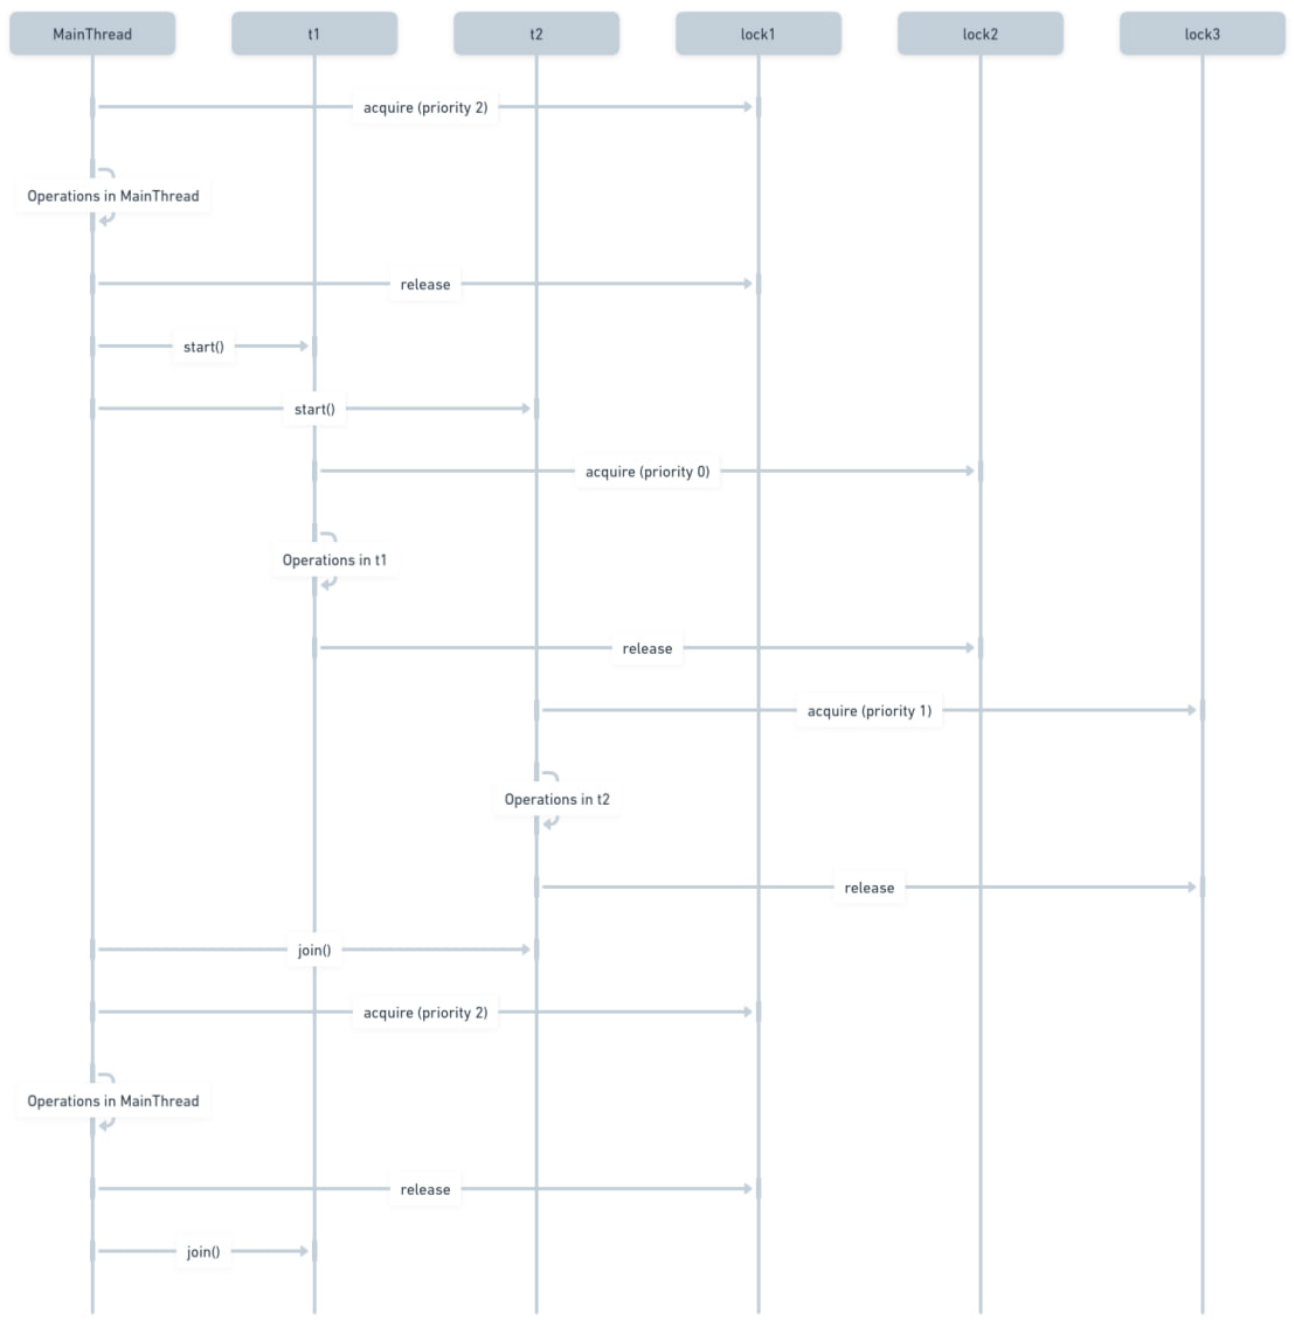 MainThread
t1
t2
lock1
lock2
lock3
acquire (priority 2)
Operations in MainThread
release
start()
start()
acquire (priority 0)
Operations in t1
release
acquire (priority 1)
Operations in t2
release
join()
acquire (priority 2)
Operations in MainThread
release
join()